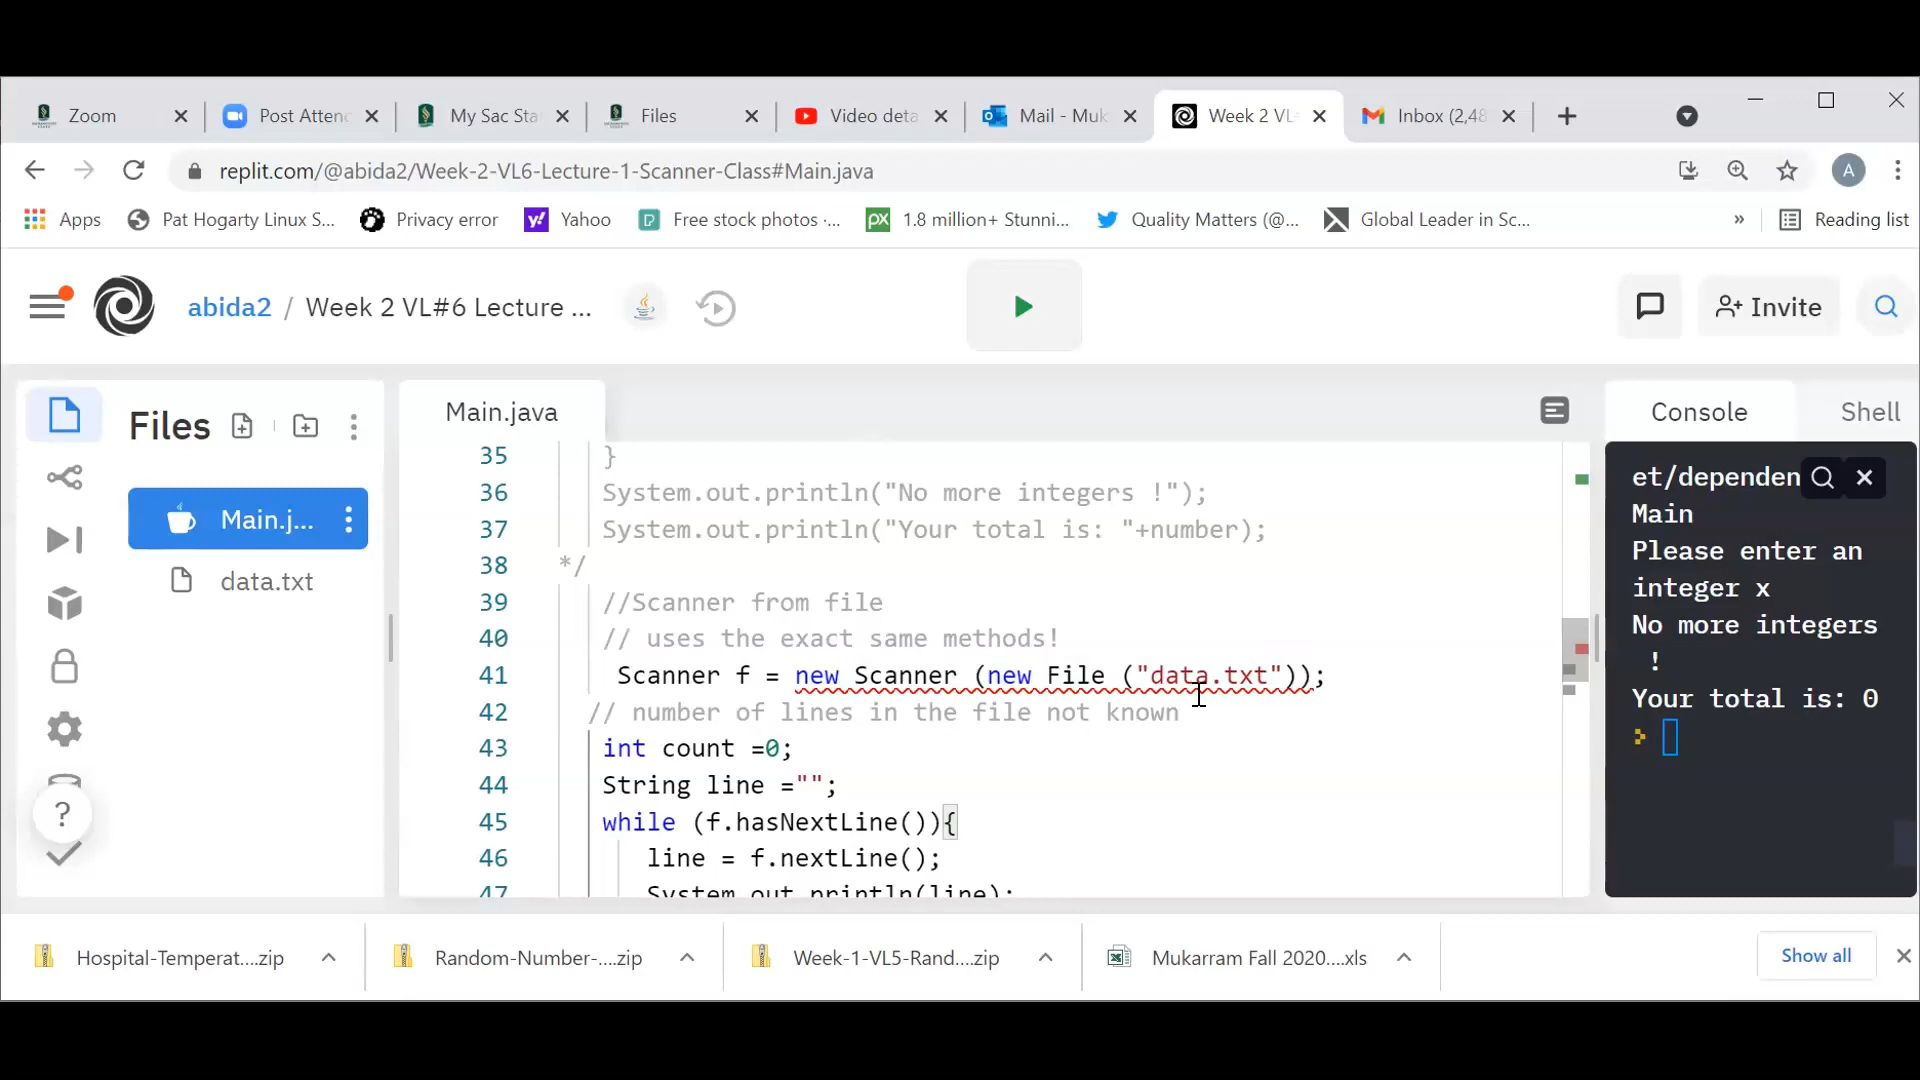 Zoom
Post Atten
My Sac Sta
Files
Video deta
Mail - Muk
Week 2 VL
Inbox (2,48
replit.com/@abida2/Week-2-VL6-Lecture-1-Scanner-Class#Main.java
A
Apps
Pat Hogarty Linux S...
Privacy error
Yahoo
Free stock photos ·...
1.8 million+ Stunni...
Quality Matters (@...
Global Leader in Sc...
»
Reading list
abida2 / Week 2 VL#6 Lecture ...
Invite
Files
Main.j...
data.txt
?
Main.java
35 }
36 System.out.println("No more integers !");
37 System.out.println("Your total is: "+number);
38 */
39 //Scanner from file
40 // uses the exact same methods!
41 Scanner f = new Scanner (new File ("data.txt"));
42 // number of lines in the file not known
43 int count =0;
44 String line ="";
45 while (f.hasNextLine()){
46 line = f.nextLine();
47 System.out.println(line);
Console
Shell
et/dependen
Main
Please enter an
integer x
No more integers
!
Your total is: 0
Hospital-Temperat....zip
Random-Number-....zip
Week-1-VL5-Rand....zip
Mukarram Fall 2020....xls
Show all